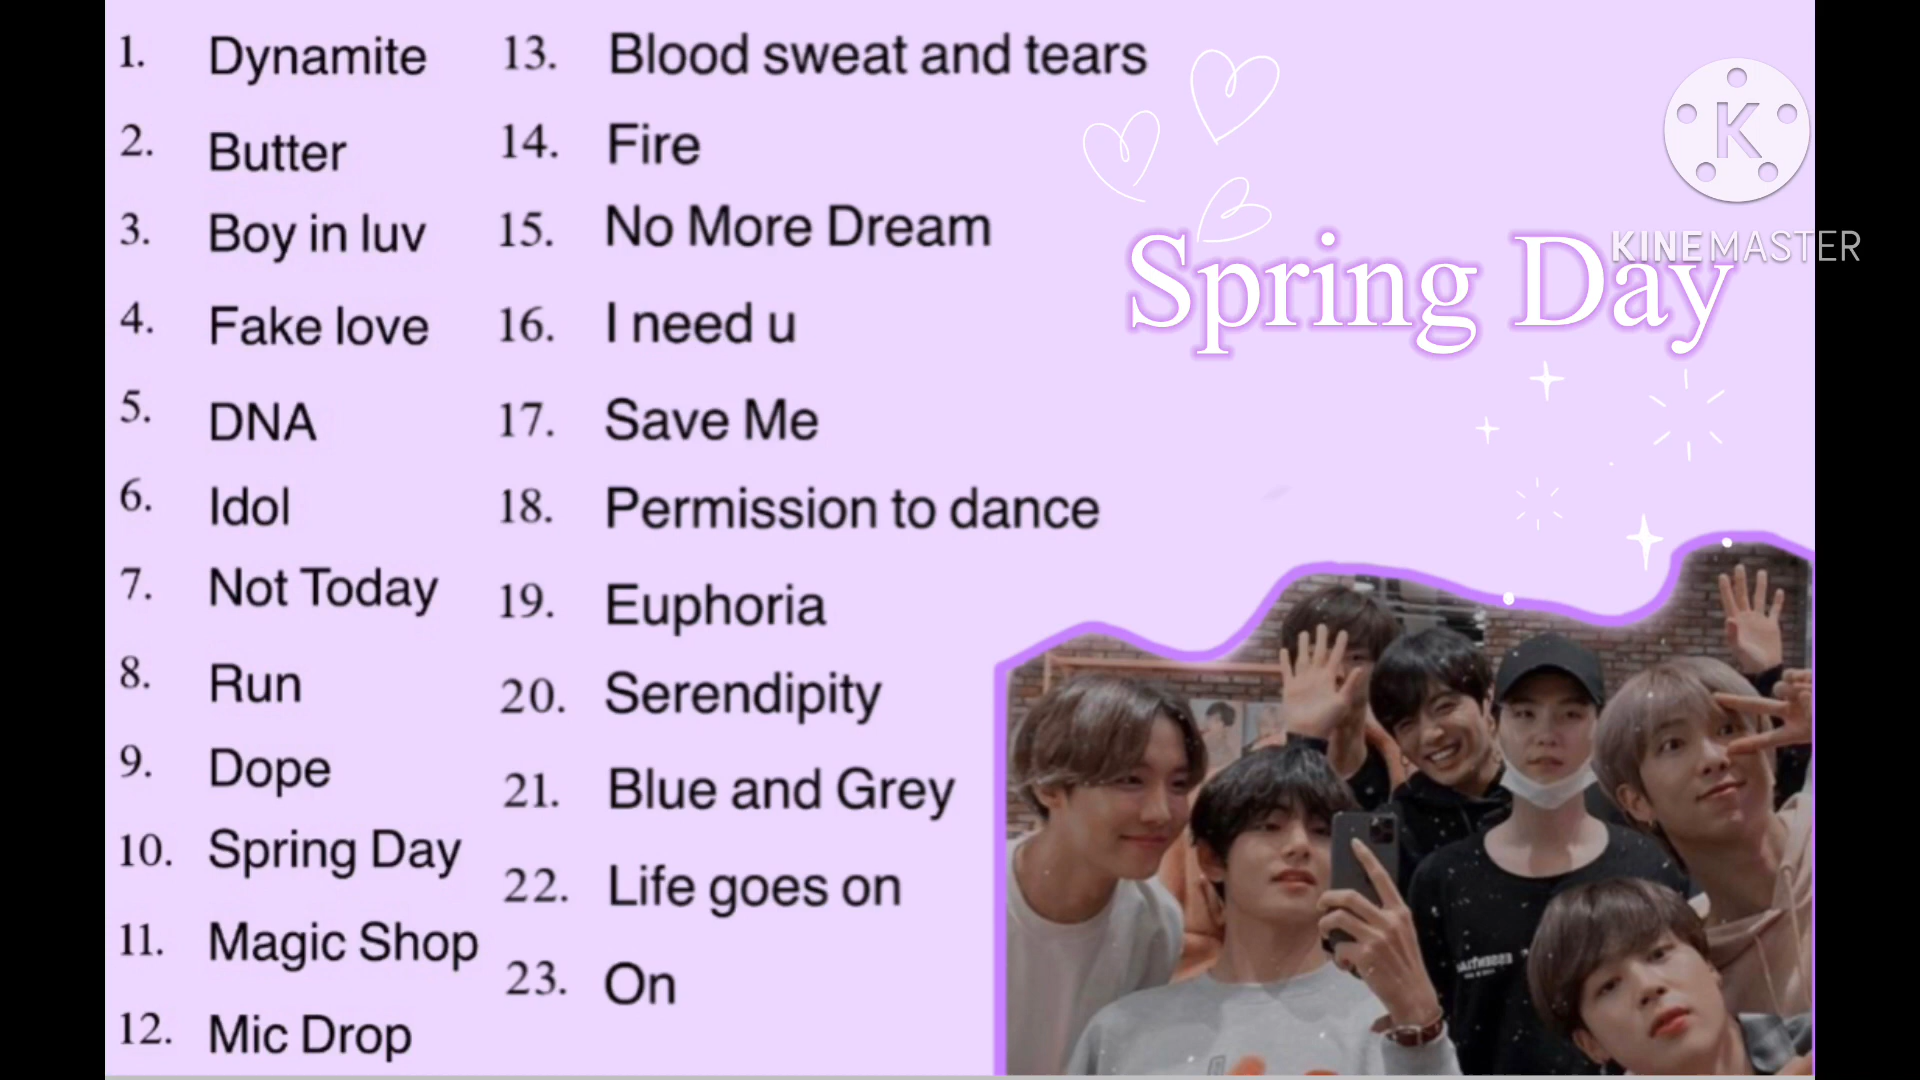 1. Dynamite
2. Butter
3. Boy in luv
4. Fake love
5. DNA
6. Idol
7. Not Today
8. Run
9. Dope
10. Spring Day
11. Magic Shop
12. Mic Drop
13. Blood sweat and tears
14. Fire
15. No More Dream
16. I need u
17. Save Me
18. Permission to dance
19. Euphoria
20. Serendipity
21. Blue and Grey
22. Life goes on
23. On
K
KINEMASTER
Spring Day